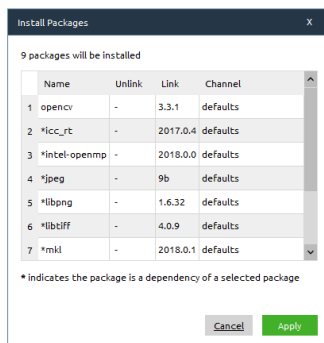 Install Packages X
9 packages will be installed
Name Unlink Link Channel
1 opencv - 3.3.1 defaults
2 *icc_rt - 2017.0.4 defaults
3 *intel-openmp - 2018.0.0 defaults
4 *jpeg - 9b defaults
5 *libpng - 1.6.32 defaults
6 *libtiff - 4.0.9 defaults
7 *mkl - 2018.0.1 defaults
* indicates the package is a dependency of a selected package
Cancel Apply